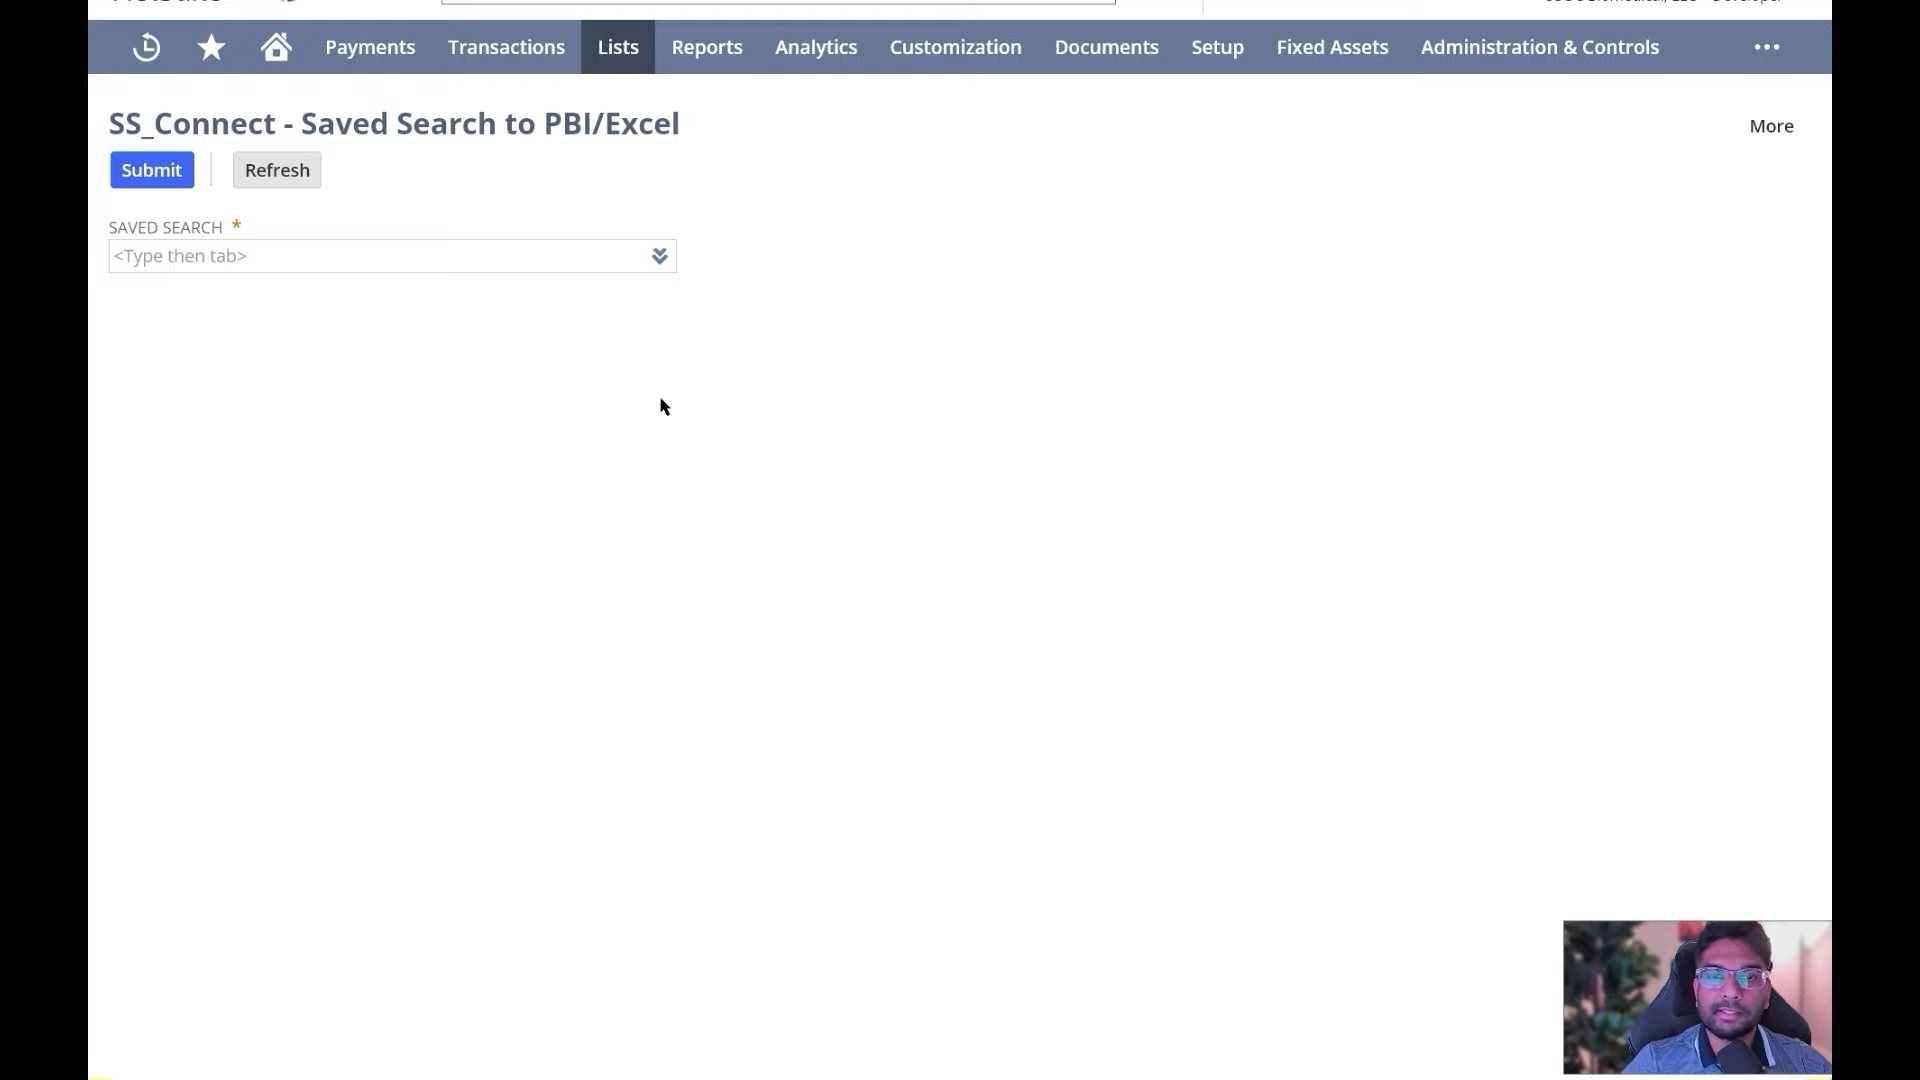 Payments Transactions Lists Reports Analytics Customization Documents Setup Fixed Assets Administration & Controls
SS_Connect - Saved Search to PBI/Excel
More
Submit
Refresh
SAVED SEARCH *
<Type then tab>